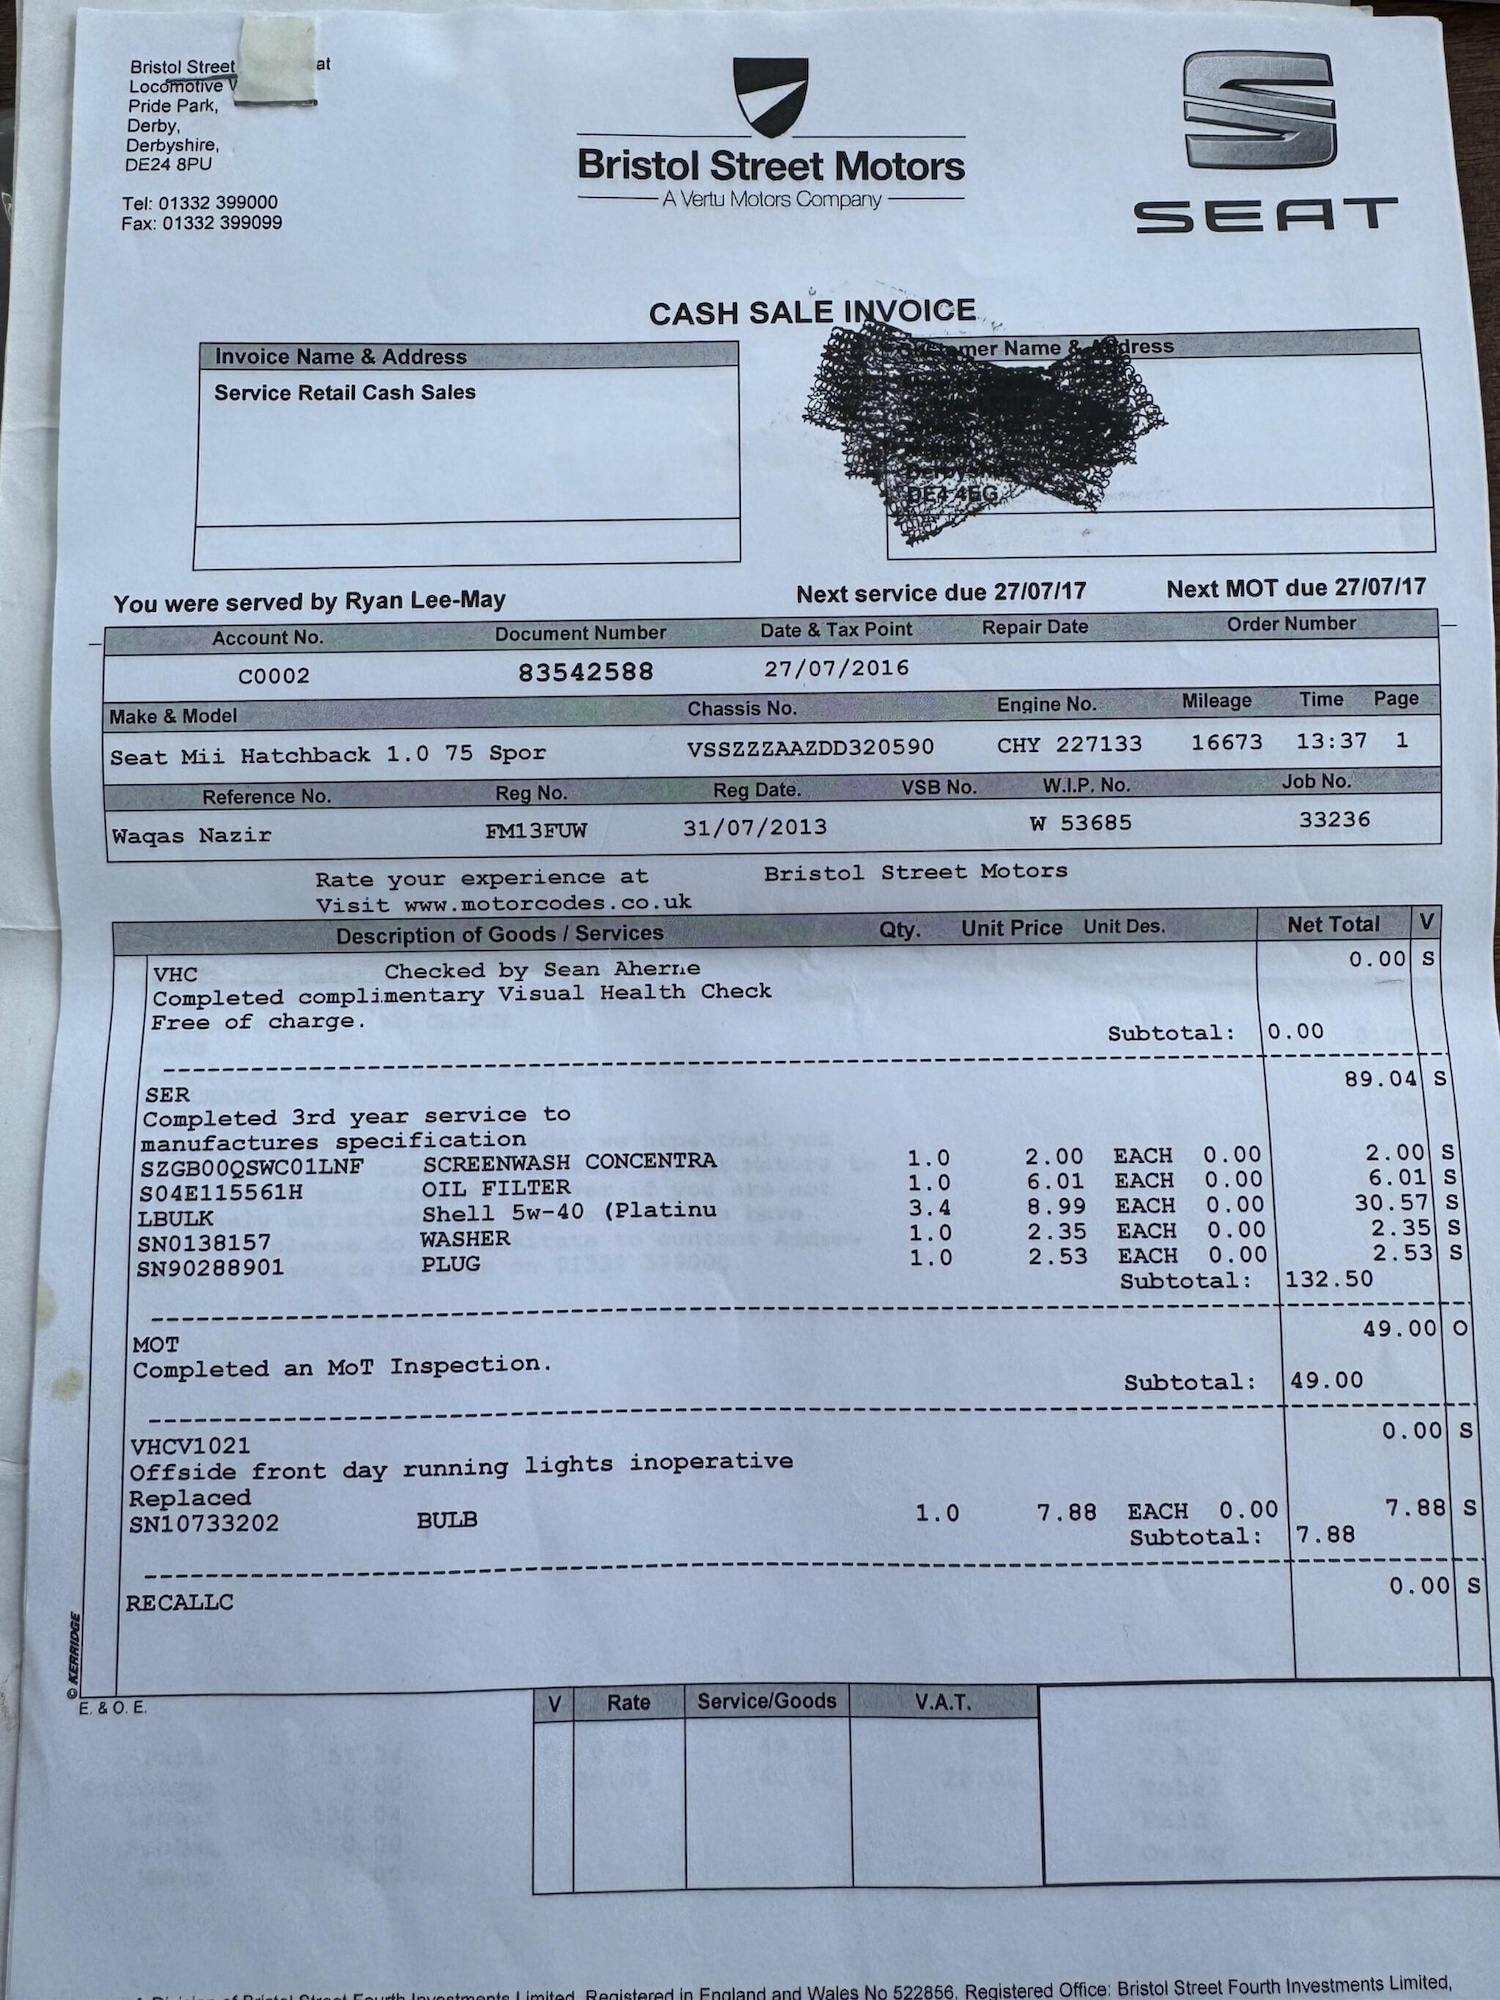 Bristol Street at
Locomotive
Pride Park,
Derby,
Derbyshire,
DE24 8PU
Tel: 01332 399000
Fax: 01332 399099
Bristol Street Motors
A Vertu Motors Company
SEAT
CASH SALE INVOICE
Invoice Name & Address
Service Retail Cash Sales
Name & Address
You were served by Ryan Lee-May Next service due 27/07/17 Next MOT due 27/07/17
Account No. Document Number Date & Tax Point Repair Date Order Number
C0002 83542588 27/07/2016
Make & Model Chassis No. Engine No. Mileage Time Page
Seat Mii Hatchback 1.0 75 Spor VSSZZZAAZDD320590 CHY 227133 16673 13:37 1
Reference No. Reg No. Reg Date. VSB No. W.I.P. No. Job No.
Waqas Nazir FM13FUW 31/07/2013 W 53685 33236
Rate your experience at Bristol Street Motors
Visit www.motorcodes.co.uk
Description of Goods / Services Qty. Unit Price Unit Des. Net Total V
VHC Checked by Sean Aherne 0.00 S
Completed complimentary Visual Health Check
Free of charge.
Subtotal: 0.00
SER 89.04 S
Completed 3rd year service to
manufactures specification
SZGB00QSWC01LNF SCREENWASH CONCENTRA 1.0 2.00 EACH 0.00 2.00 S
S04E115561H OIL FILTER 1.0 6.01 EACH 0.00 6.01 S
LBULK Shell 5w-40 (Platinu 3.4 8.99 EACH 0.00 30.57 S
SN0138157 WASHER 1.0 2.35 EACH 0.00 2.35 S
SN90288901 PLUG 1.0 2.53 EACH 0.00 2.53 S
Subtotal: 132.50
MOT 49.00 O
Completed an MoT Inspection.
Subtotal: 49.00
VHCV1021 0.00 S
Offside front day running lights inoperative
Replaced
SN10733202 BULB 1.0 7.88 EACH 0.00 7.88 S
Subtotal: 7.88
RECALLC 0.00 S
© KERRIDGE
E. & O. E.
V Rate Service/Goods V.A.T.
A Division of Bristol Street Fourth Investments Limited, Registered in England and Wales No 522856, Registered Office: Bristol Street Fourth Investments Limited,